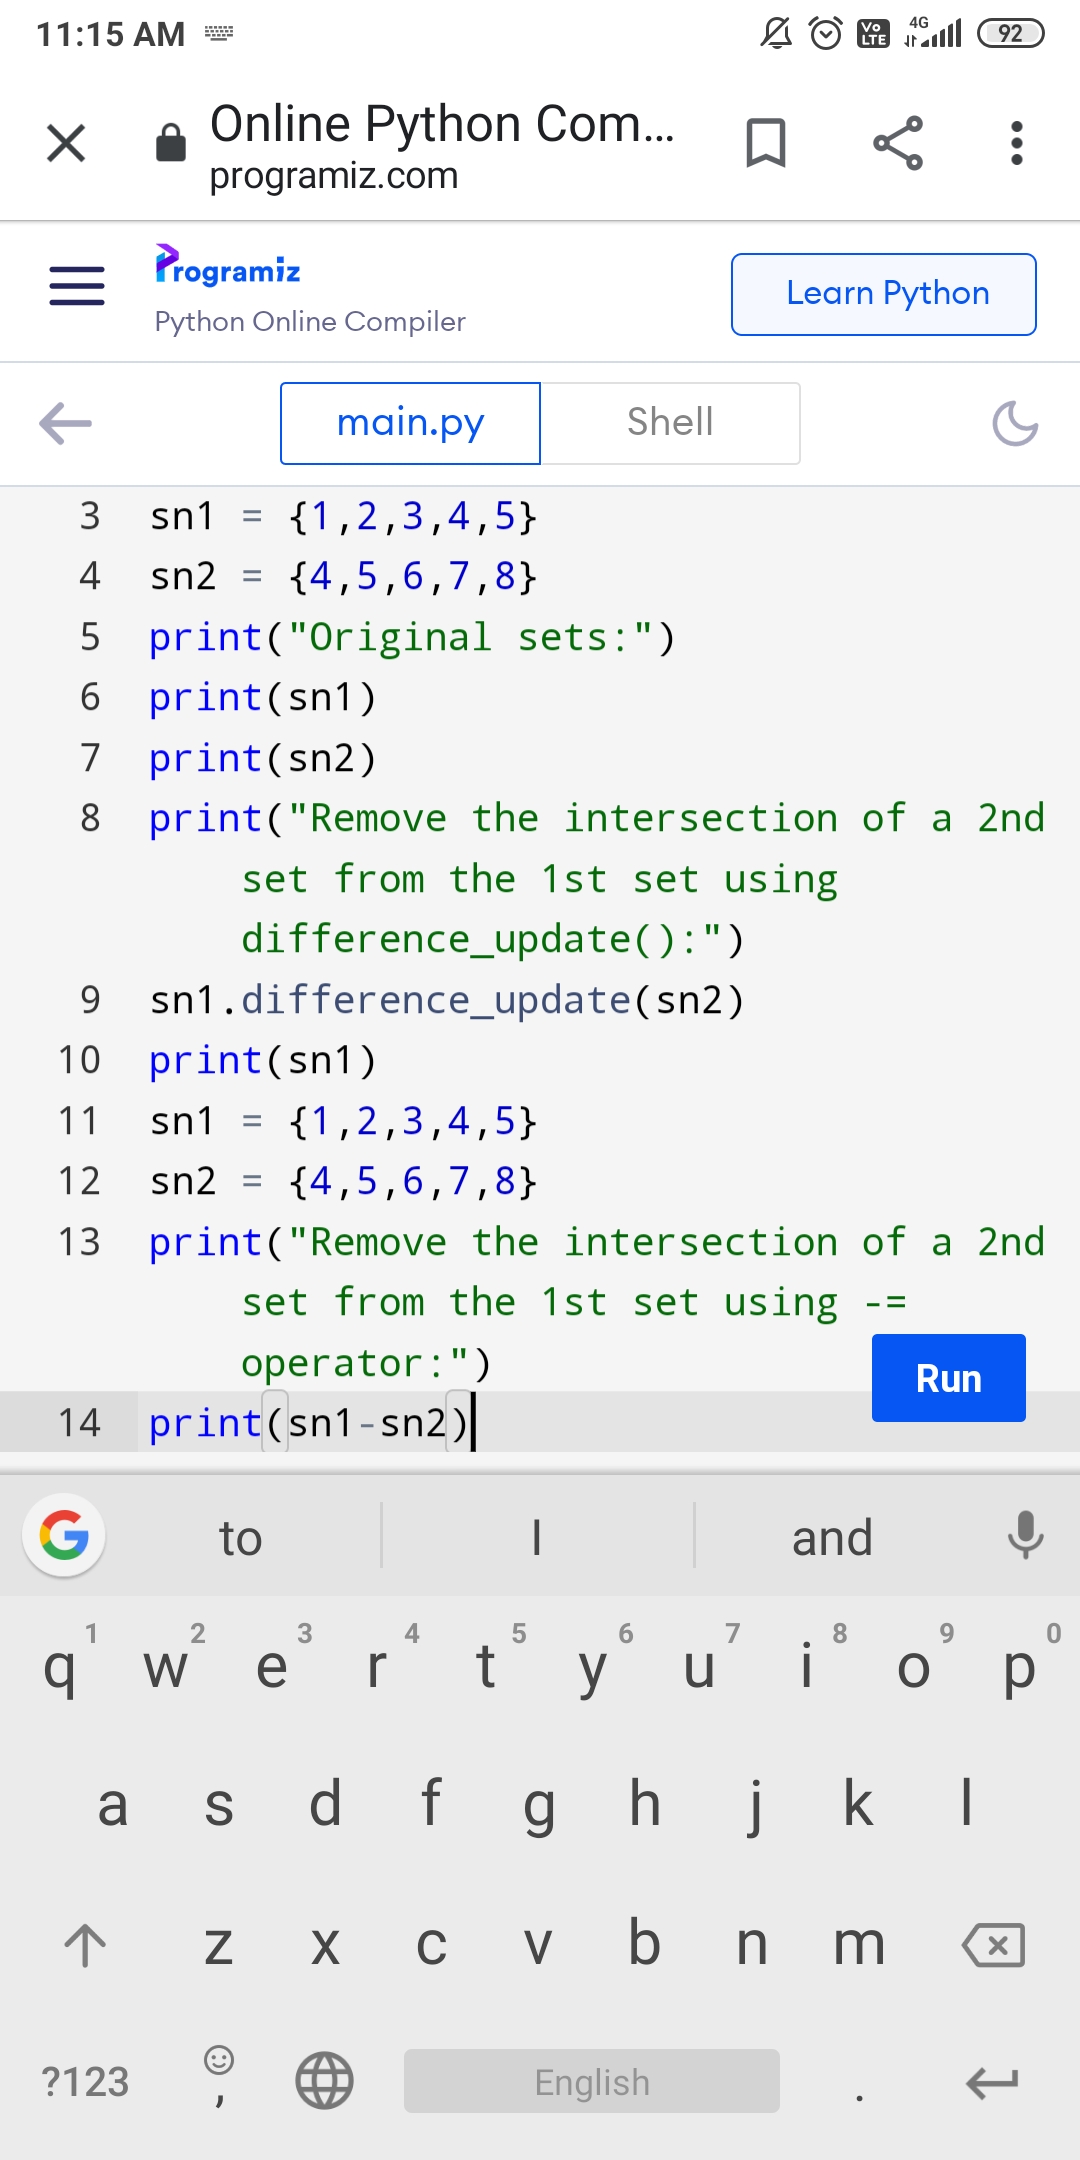 11:15 AM Vo LTE 4G 92
Online Python Com...
programiz.com
Programiz
Python Online Compiler
Learn Python
main.py Shell
3 sn1 = {1,2,3,4,5}
4 sn2 = {4,5,6,7,8}
5 print("Original sets:")
6 print(sn1)
7 print(sn2)
8 print("Remove the intersection of a 2nd
set from the 1st set using
difference_update():")
9 sn1.difference_update(sn2)
10 print(sn1)
11 sn1 = {1,2,3,4,5}
12 sn2 = {4,5,6,7,8}
13 print("Remove the intersection of a 2nd
set from the 1st set using -=
operator:")
Run
14 print(sn1-sn2)
G to I and
1 2 3 4 5 6 7 8 9 0
q w e r t y u i o p
a s d f g h j k l
z x c v b n m
?123 , English .